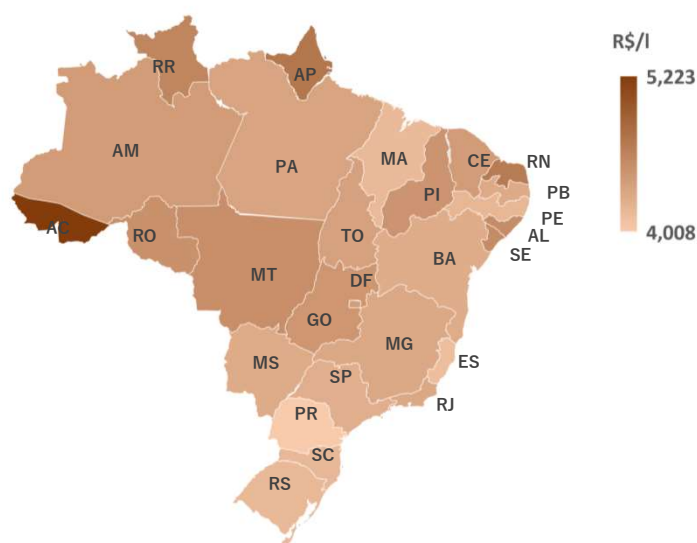 R$/l
5,223
4,008
RR
AP
AM
PA
MA
CE
RN
PI
PB
PE
AL
SE
AC
RO
TO
BA
MT
DF
GO
MG
MS
ES
SP
RJ
PR
SC
RS